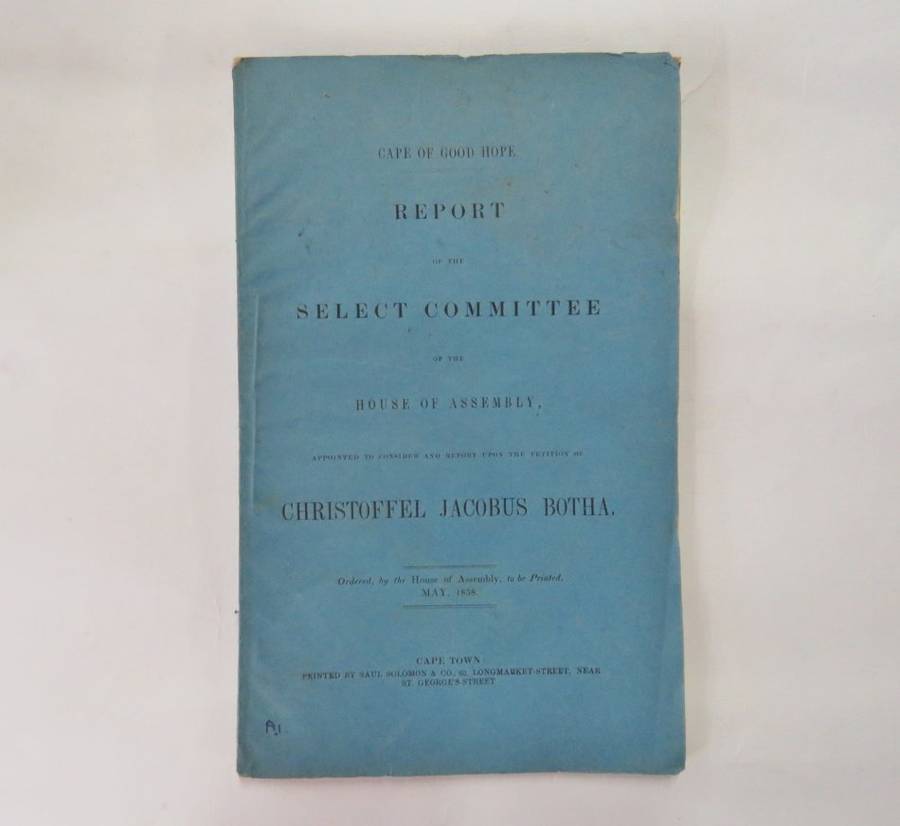 CAPE OF GOOD HOPE
REPORT
OF THE
SELECT COMMITTEE
OF THE
HOUSE OF ASSEMBLY,
APPOINTED TO CONSIDER AND REPORT UPON THE PETITION OF
CHRISTOFFEL JACOBUS BOTHA.
Ordered, by the House of Assembly, to be Printed.
MAY, 1858.
CAPE TOWN:
PRINTED BY SAUL SOLOMON & CO., 63, LONGMARKET-STREET, NEAR
ST. GEORGE'S-STREET
A.1